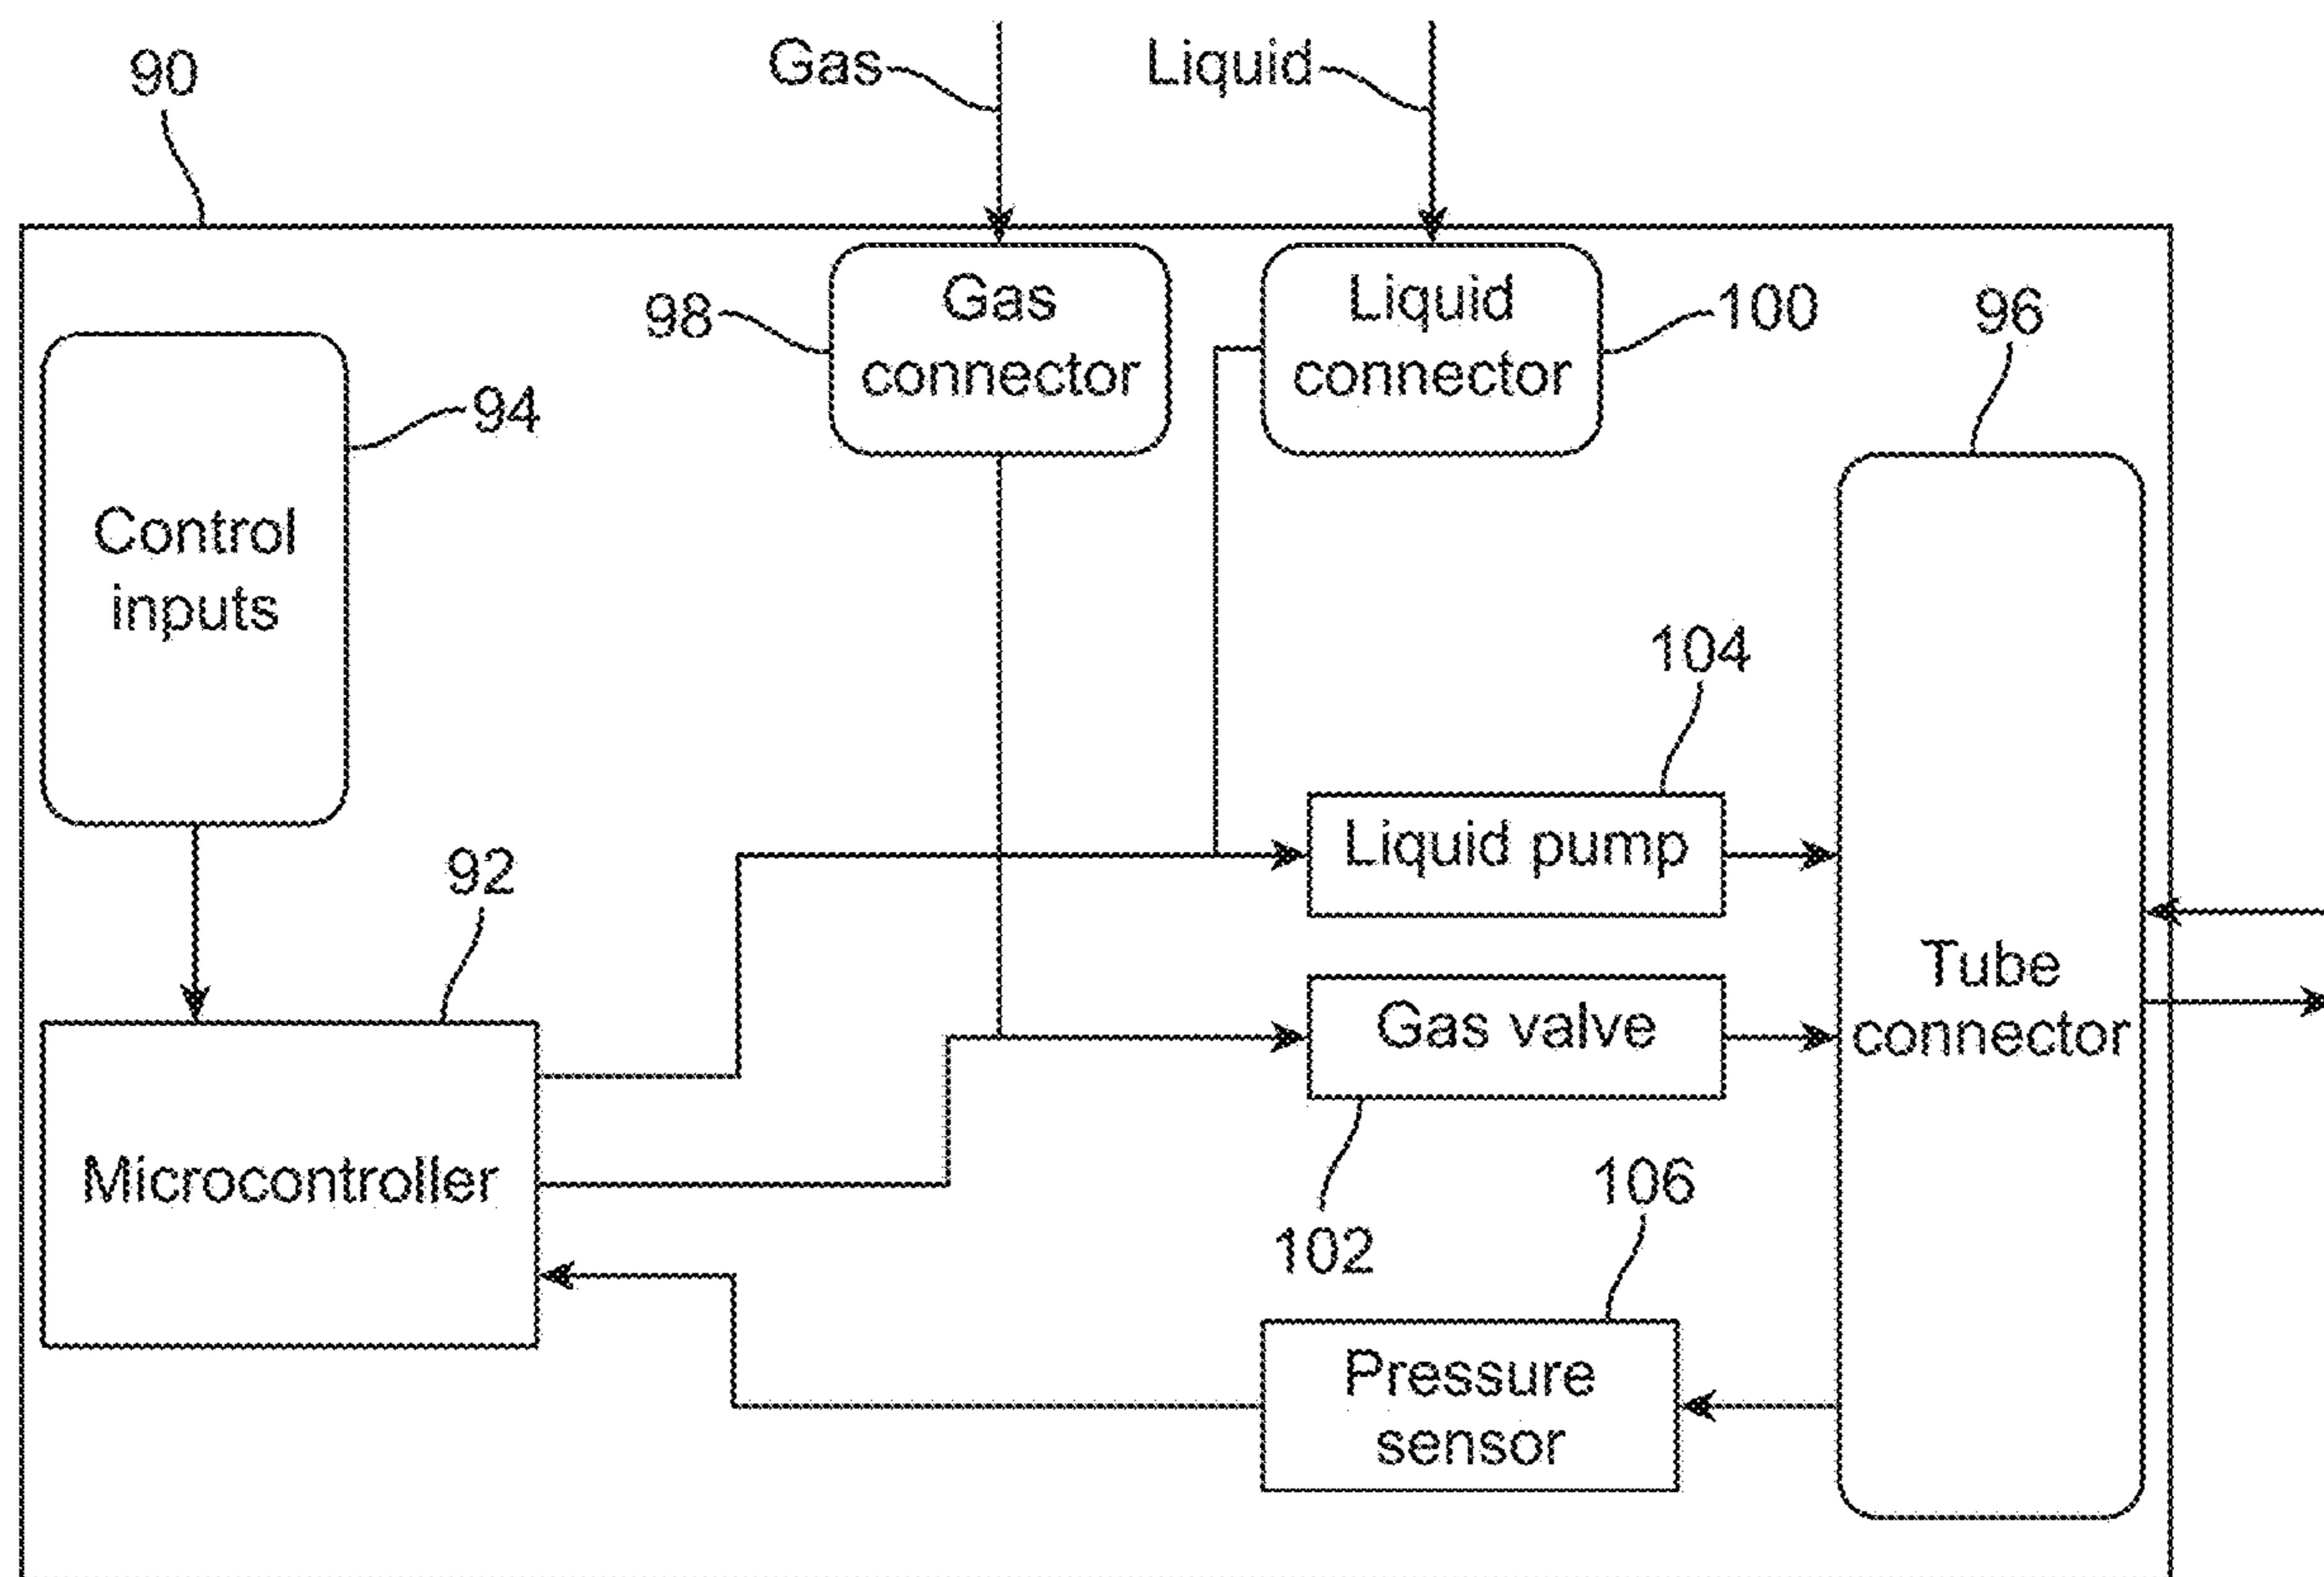 Gas
Liquid
90
Gas
connector
98
Liquid
connector
100
96
94
Control
inputs
104
Liquid pump
92
Gas valve
Tube
connector
Microcontroller
102
106
Pressure
sensor